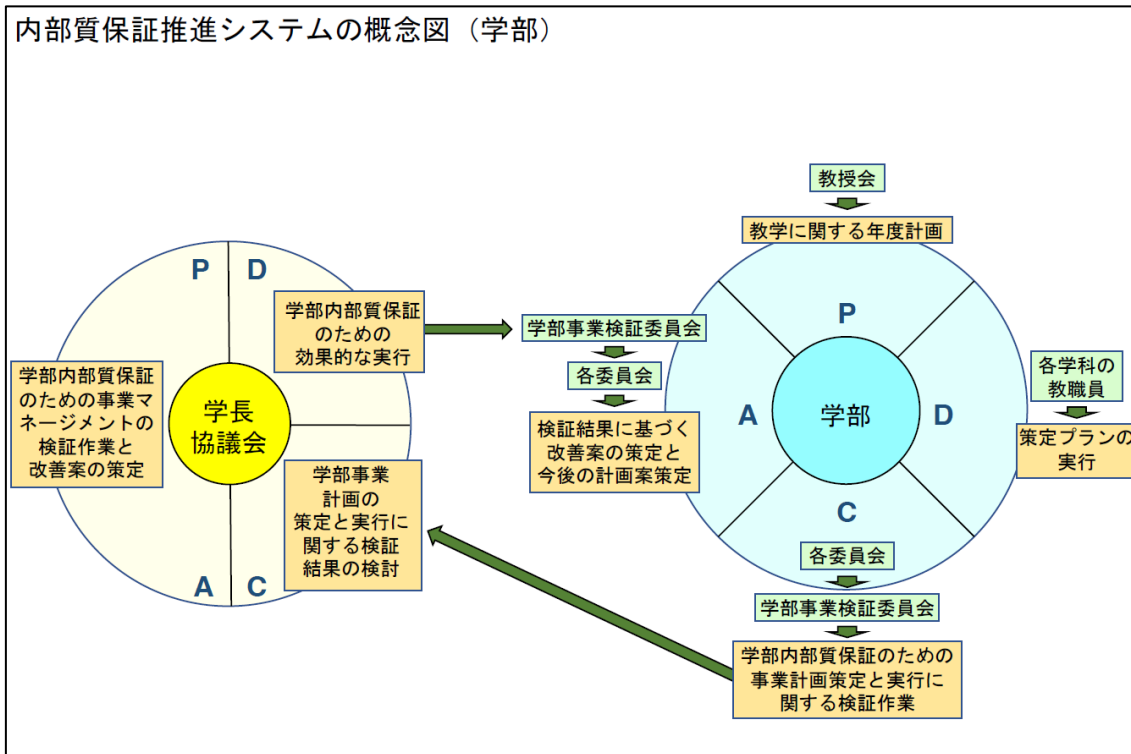 内部質保証推進システムの概念図（学部）
P
D
学部内部質保証
のための
効果的な実行
学部内部質保証
のための事業マ
ネージメントの
検証作業と
改善案の策定
学長
協議会
学部事業
計画の
策定と実行に
関する検証
結果の検討
A
C
教授会
教学に関する年度計画
P
学部事業検証委員会
各委員会
検証結果に基づく
改善案の策定と
今後の計画案策定
A
学部
D
各学科の
教職員
策定プランの
実行
C
各委員会
学部事業検証委員会
学部内部質保証のための
事業計画策定と実行に
関する検証作業